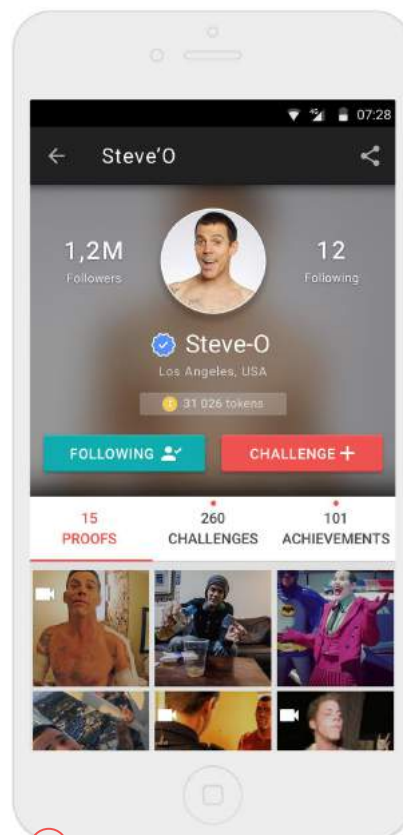 4G 07:28
Steve'O
1,2M
Followers
12
Following
Steve-O
Los Angeles, USA
31 026 tokens
FOLLOWING
CHALLENGE +
15
PROOFS
260
CHALLENGES
101
ACHIEVEMENTS